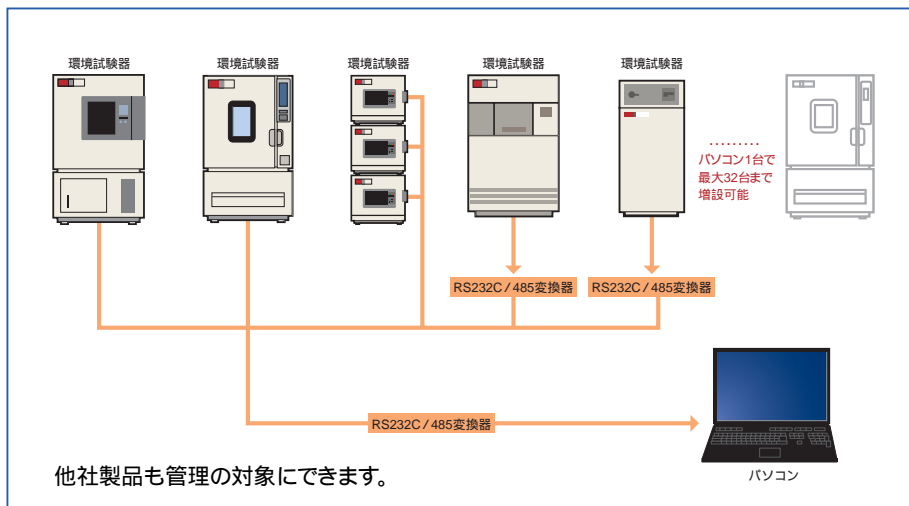 環境試験器
環境試験器
環境試験器
環境試験器
環境試験器
パソコン1台で
最大32台まで
増設可能
RS232C/485変換器
RS232C/485変換器
RS232C/485変換器
パソコン
他社製品も管理の対象にできます。